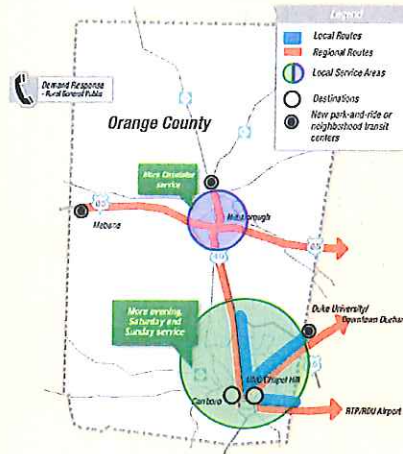 Legend
Local Routes
Regional Routes
Local Service Areas
Destinations
New park-and-ride or
neighborhood transit
centers
Demand Response
- Rural General Public
Orange County
More Circulator
service
Hillsborough
Mebane
85
85
More evening,
Saturday and
Sunday service
Duke University/
Downtown Durham
UNC Chapel Hill
Carrboro
RTP/RDU Airport